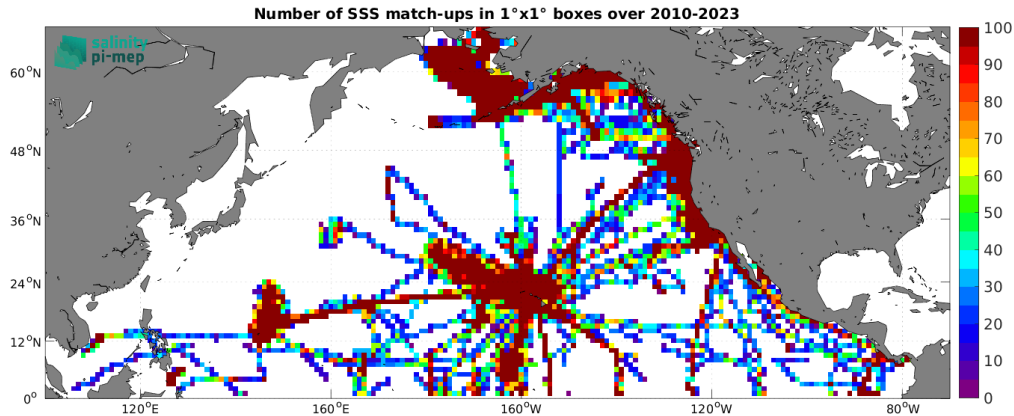 Number of SSS match-ups in 1°x1° boxes over 2010-2023
salinity
pi-mep
60°N
48°N
36°N
24°N
12°N
0°
120°E
160°E
160°W
120°W
80°W
100
90
80
70
60
50
40
30
20
10
0